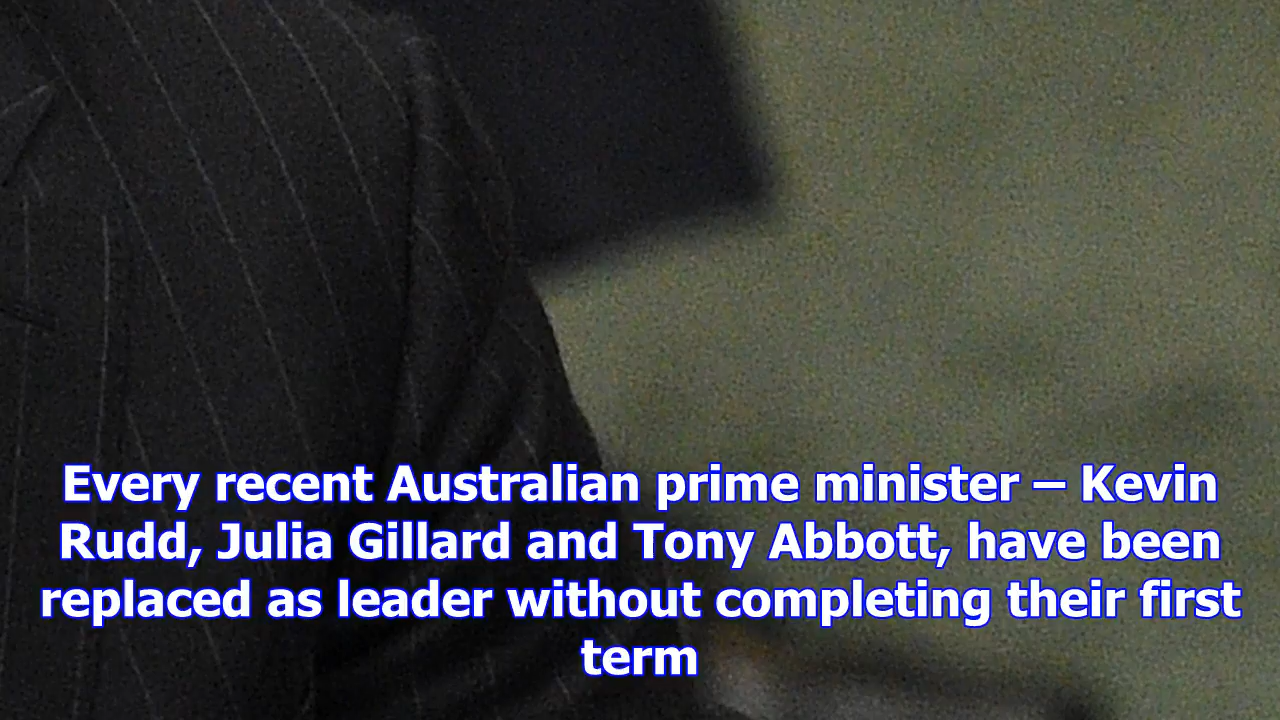 Every recent Australian prime minister – Kevin
Rudd, Julia Gillard and Tony Abbott, have been
replaced as leader without completing their first
term